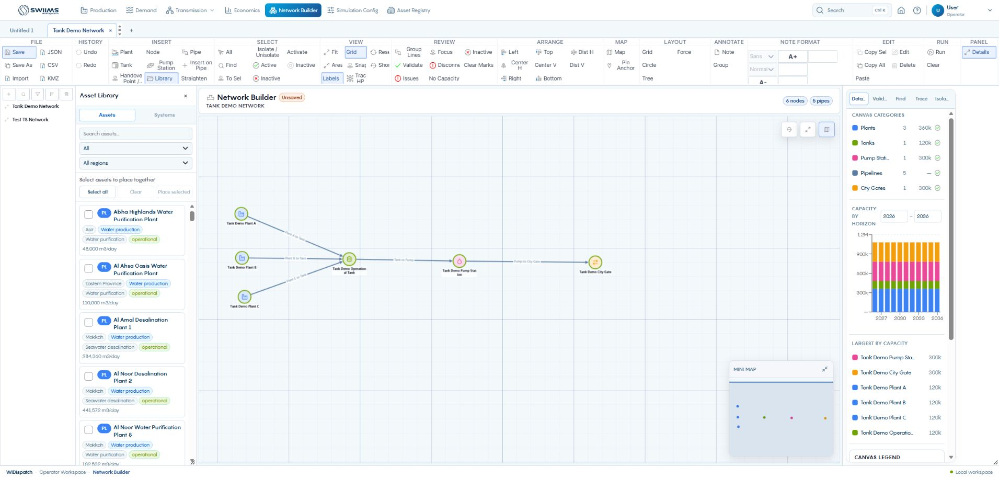 SWIIMS
WIDispatch
Production
Demand
Transmission
Economics
Network Builder
Simulation Config
Asset Registry
Search
Ctrl K
U
User
Operator
Untitled 1
Tank Demo Network ×
+
FILE
Save
JSON
Save As
CSV
Import
KMZ
HISTORY
Undo
Redo
INSERT
Plant
Node
Pipe
Tank
Pump Station
Insert on Pipe
Handove Point /..
Library
Straighten
SELECT
All
Isolate / Unisolate
Activate
Find
Active
Inactive
To Sel
Inactive
VIEW
Fit
Grid
Rese
Area
Snap
Shor
Labels
Trac HP
REVIEW
Group Lines
Focus
Inactive
Validate
Disconne
Clear Marks
Issues
No Capacity
ARRANGE
Left
Top
Dist H
Center H
Center V
Dist V
Right
Bottom
MAP
Map
Pin Anchor
LAYOUT
Grid
Force
Circle
Tree
ANNOTATE
Note
Group
NOTE FORMAT
Sans
A+
Normal
A-
EDIT
Copy Sel
Edit
Copy All
Delete
Paste
RUN
Run
Clear
PANEL
Details
Tank Demo Network
Test TS Network
Asset Library ×
Assets
Systems
Search assets...
All
All regions
Select assets to place together
Select all
Clear
Place selected
PL Abha Highlands Water
Purification Plant
Asir Water production
Water purification operational
48,000 m3/day
PL Al Ahsa Oasis Water
Purification Plant
Eastern Province Water production
Water purification operational
110,000 m3/day
PL Al Amal Desalination
Plant 1
Makkah Water production
Seawater desalination operational
284,360 m3/day
PL Al Noor Desalination
Plant 2
Makkah Water production
Seawater desalination operational
441,572 m3/day
PL Al Noor Water Purification
Plant 8
Makkah Water production
Water purification operational
132,532 m3/day
Network Builder Unsaved
TANK DEMO NETWORK
6 nodes 5 pipes
Tank Demo Plant A
Plant A to Tank
Tank Demo Plant B
Plant B to Tank
Tank Demo Plant C
Plant C to Tank
Tank Demo Operation
al Tank
Tank to Pump
Tank Demo Pump Stat
ion
Pump to City Gate
Tank Demo City Gate
MINI MAP
Deta... Valid... Find Trace Isola...
CANVAS CATEGORIES
Plants 3 360k
Tanks 1 120k
Pump Stati... 1 300k
Pipelines 5 —
City Gates 1 300k
CAPACITY
BY
HORIZON
2026 – 2036
1.2M
900k
600k
300k
—
2027 2030 2033 2036
LARGEST BY CAPACITY
Tank Demo Pump Sta... 300k
Tank Demo City Gate 300k
Tank Demo Plant A 120k
Tank Demo Plant B 120k
Tank Demo Plant C 120k
Tank Demo Operatio... 120k
CANVAS LEGEND
WIDispatch · Operator Workspace · Network Builder
Local workspace